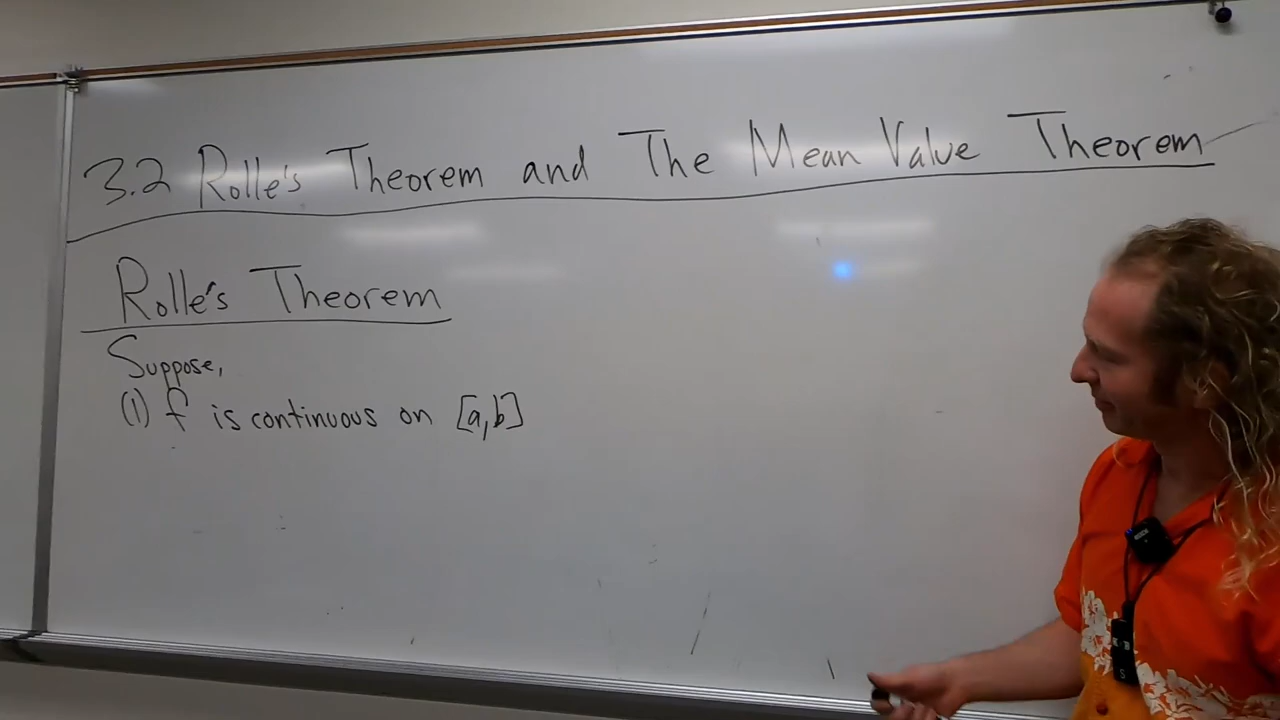 3.2 Rolle's Theorem and The Mean Value Theorem
Rolle's Theorem
Suppose,
(1) f is continuous on [a,b]